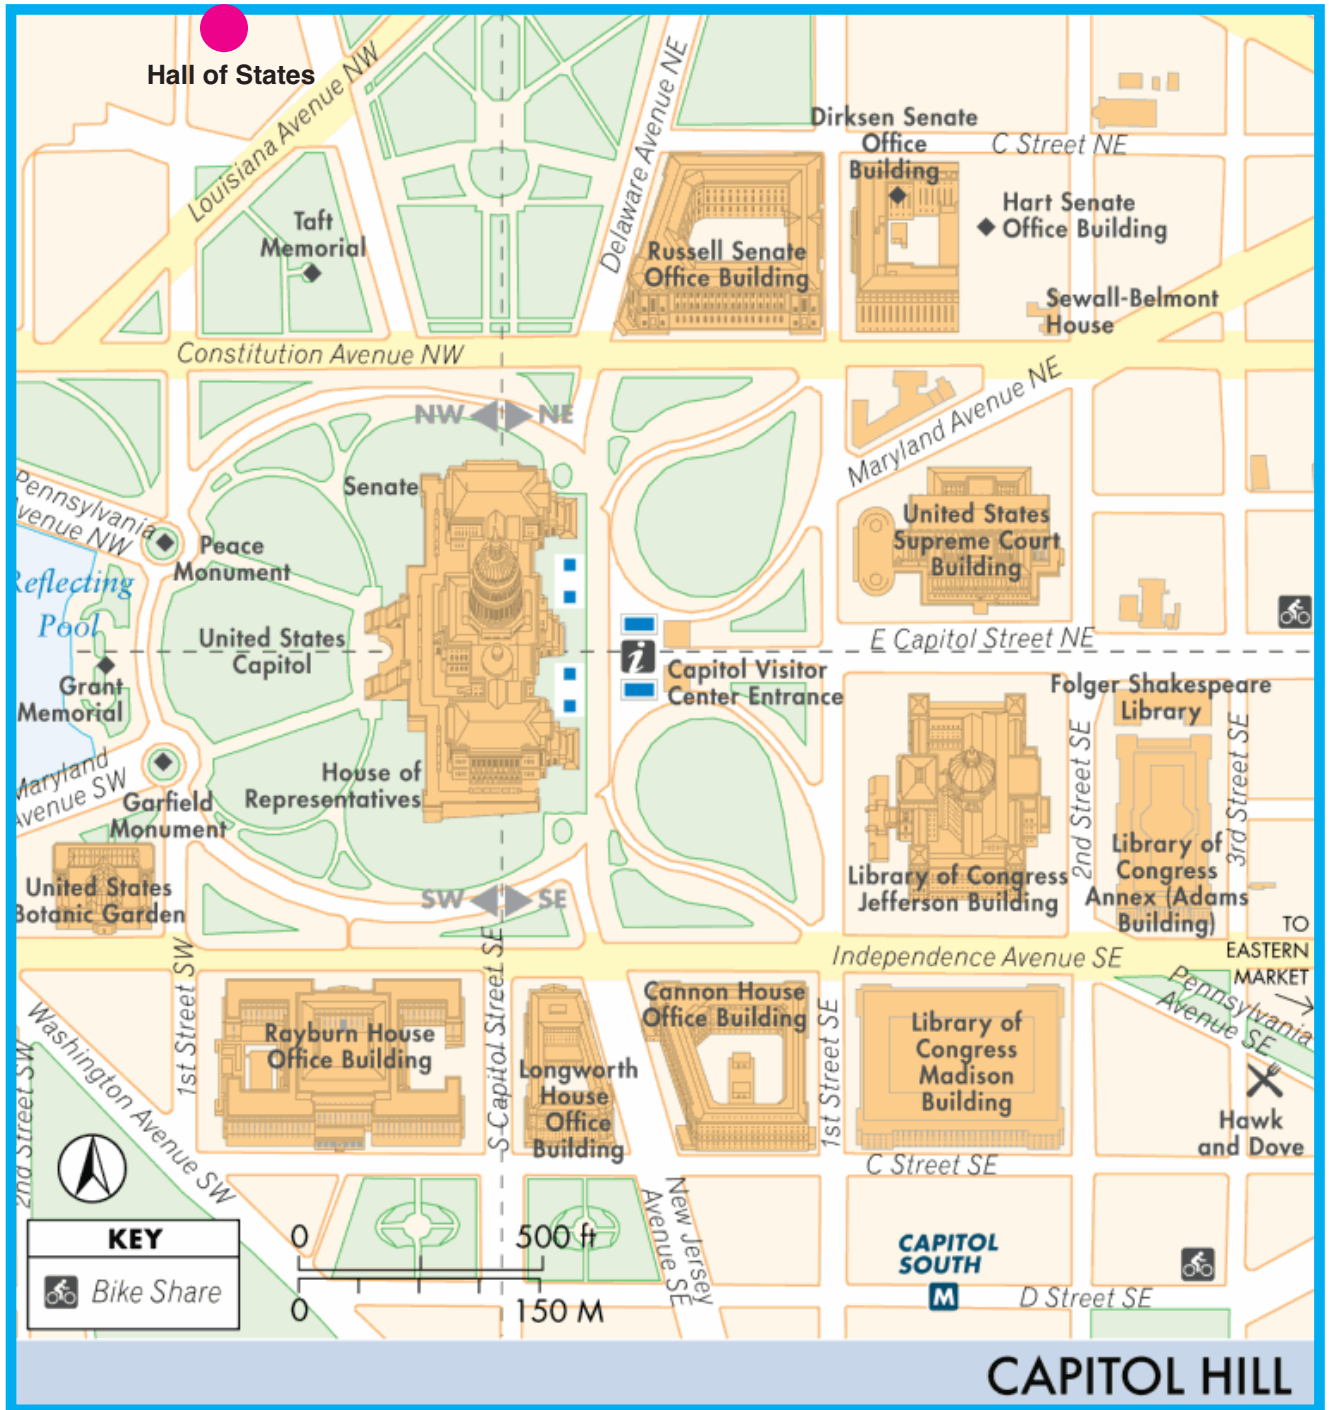 Hall of States
Louisiana Avenue NW
Delaware Avenue NE
Dirksen Senate
Office
Building
C Street NE
Hart Senate
Office Building
Taft
Memorial
Russell Senate
Office Building
Sewall-Belmont
House
Constitution Avenue NW
NW
NE
Maryland Avenue NE
Senate
Pennsylvania
Avenue NW
United States
Supreme Court
Building
Peace
Monument
Reflecting
Pool
United States
Capitol
E Capitol Street NE
i
Capitol Visitor
Center Entrance
Grant
Memorial
Folger Shakespeare
Library
2nd Street SE
3rd Street SE
Maryland
Avenue SW
House of
Representatives
Garfield
Monument
Library of
Congress
Annex (Adams
Building)
Library of Congress
Jefferson Building
United States
Botanic Garden
SW
SE
TO
EASTERN
MARKET
Independence Avenue SE
Pennsylvania
Avenue SE
1st Street SW
S Capitol Street SE
Cannon House
Office Building
Rayburn House
Office Building
Library of
Congress
Madison
Building
1st Street SE
Longworth
House
Office
Building
Washington Avenue SW
2nd Street SW
Hawk
and Dove
C Street SE
New Jersey
Avenue SE
KEY
Bike Share
0
500 ft
0
150 M
CAPITOL
SOUTH
M
D Street SE
CAPITOL HILL